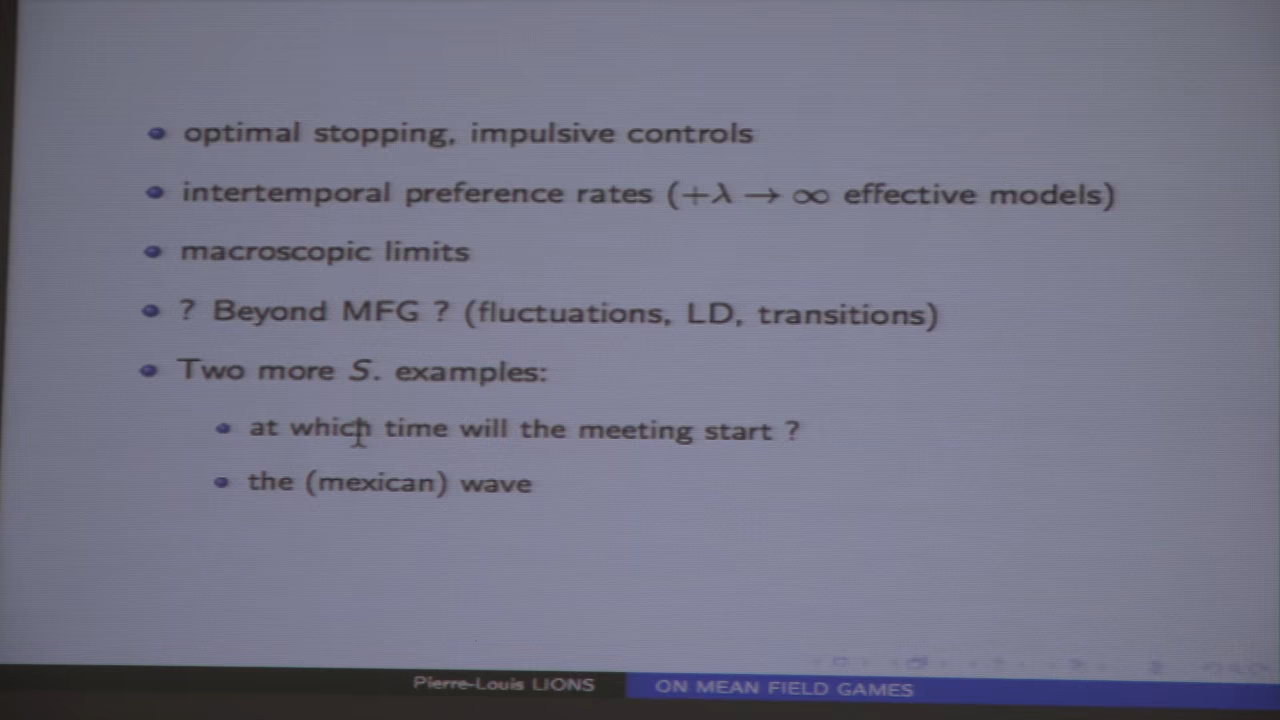 optimal stopping, impulsive controls
intertemporal preference rates (+λ → ∞ effective models)
macroscopic limits
? Beyond MFG ? (fluctuations, LD, transitions)
Two more S. examples:
at which time will the meeting start ?
the (mexican) wave
Pierre-Louis LIONS
ON MEAN FIELD GAMES